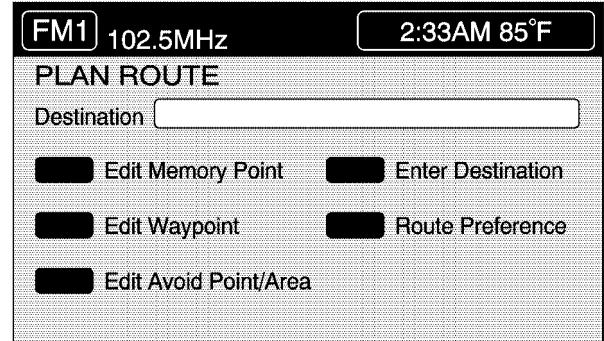 FM1 102.5MHz 2:33AM 85°F
PLAN ROUTE
Destination
Edit Memory Point Enter Destination
Edit Waypoint Route Preference
Edit Avoid Point/Area